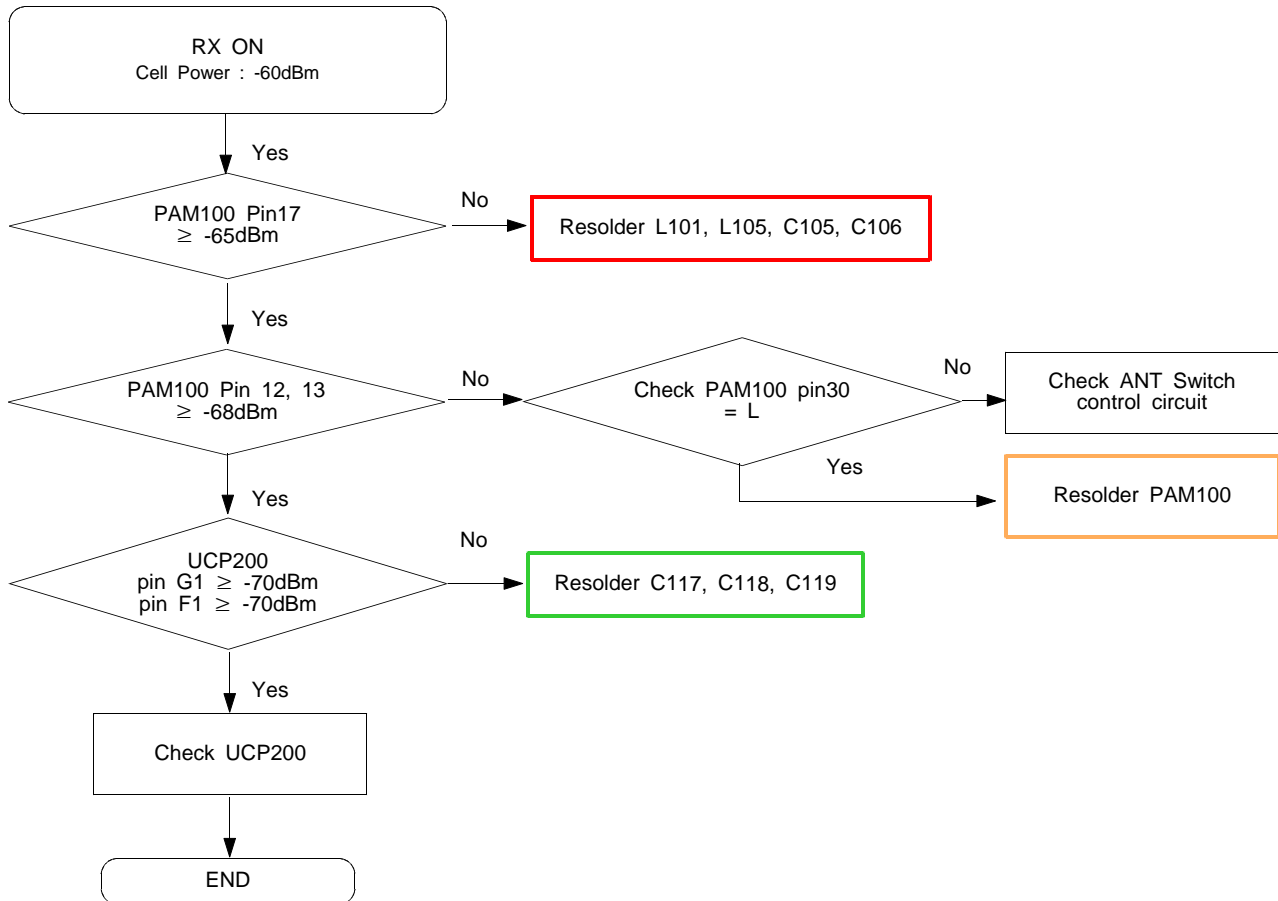 RX ON
Cell Power : -60dBm
Yes
PAM100 Pin17
≥ -65dBm
No
Resolder L101, L105, C105, C106
Yes
PAM100 Pin 12, 13
≥ -68dBm
No
Check PAM100 pin30
= L
No
Check ANT Switch
control circuit
Yes
Resolder PAM100
Yes
UCP200
pin G1 ≥ -70dBm
pin F1 ≥ -70dBm
No
Resolder C117, C118, C119
Yes
Check UCP200
END